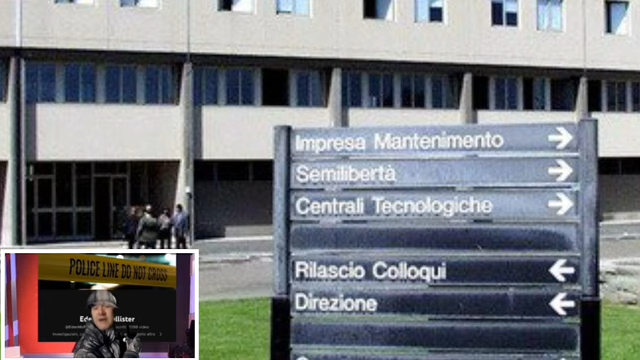 Impresa Mantenimento
Semilibertà
Centrali Tecnologiche
Rilascio Colloqui
Direzione
POLICE LINE DO NOT CROSS